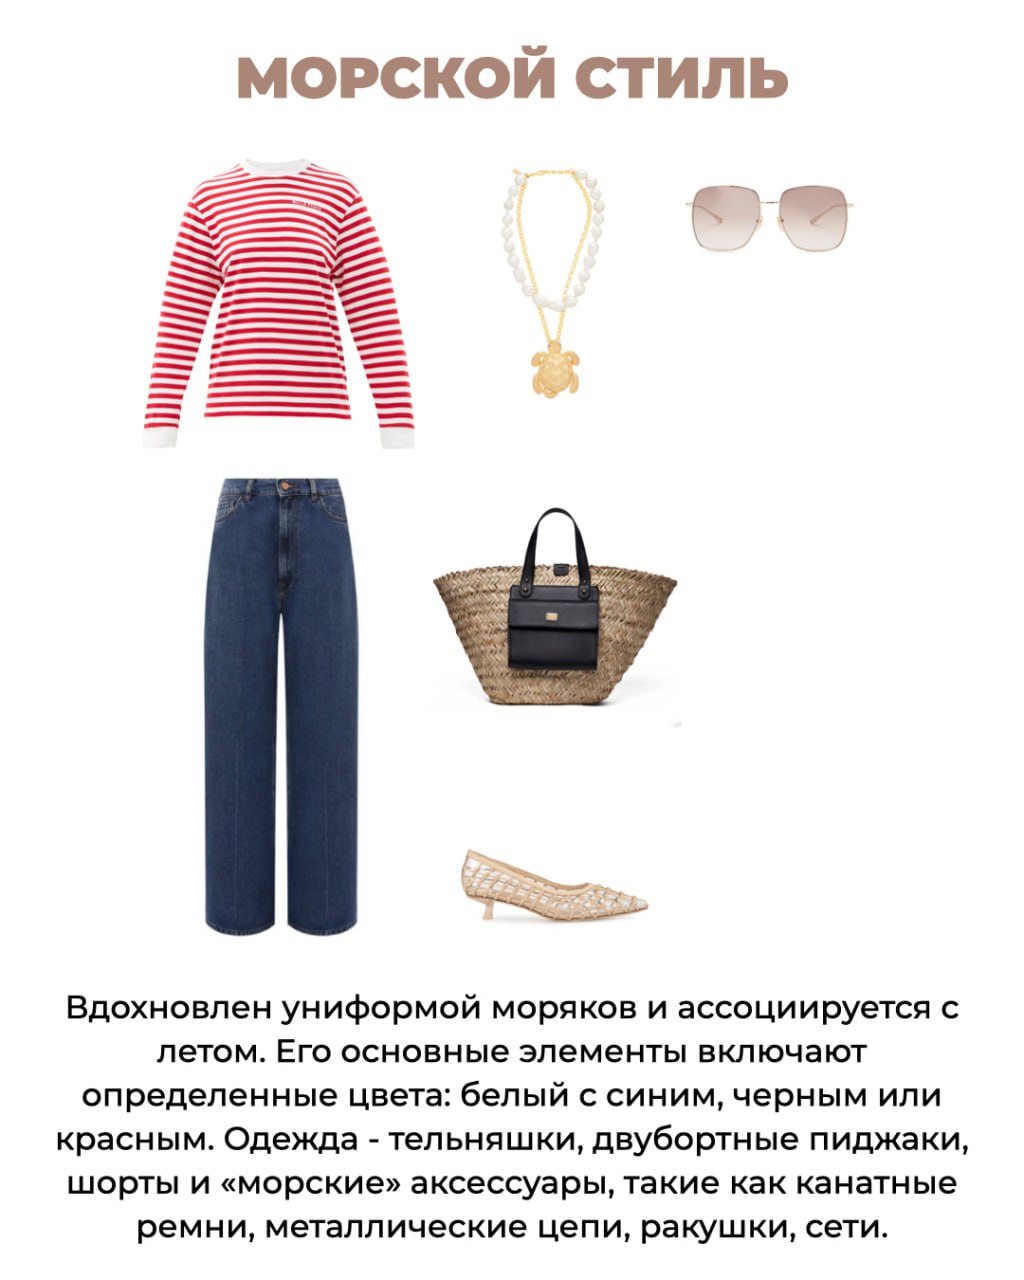 МОРСКОЙ СТИЛЬ
Вдохновлен униформой моряков и ассоциируется с
летом. Его основные элементы включают
определенные цвета: белый с синим, черным или
красным. Одежда - тельняшки, двубортные пиджаки,
шорты и «морские» аксессуары, такие как канатные
ремни, металлические цепи, ракушки, сети.